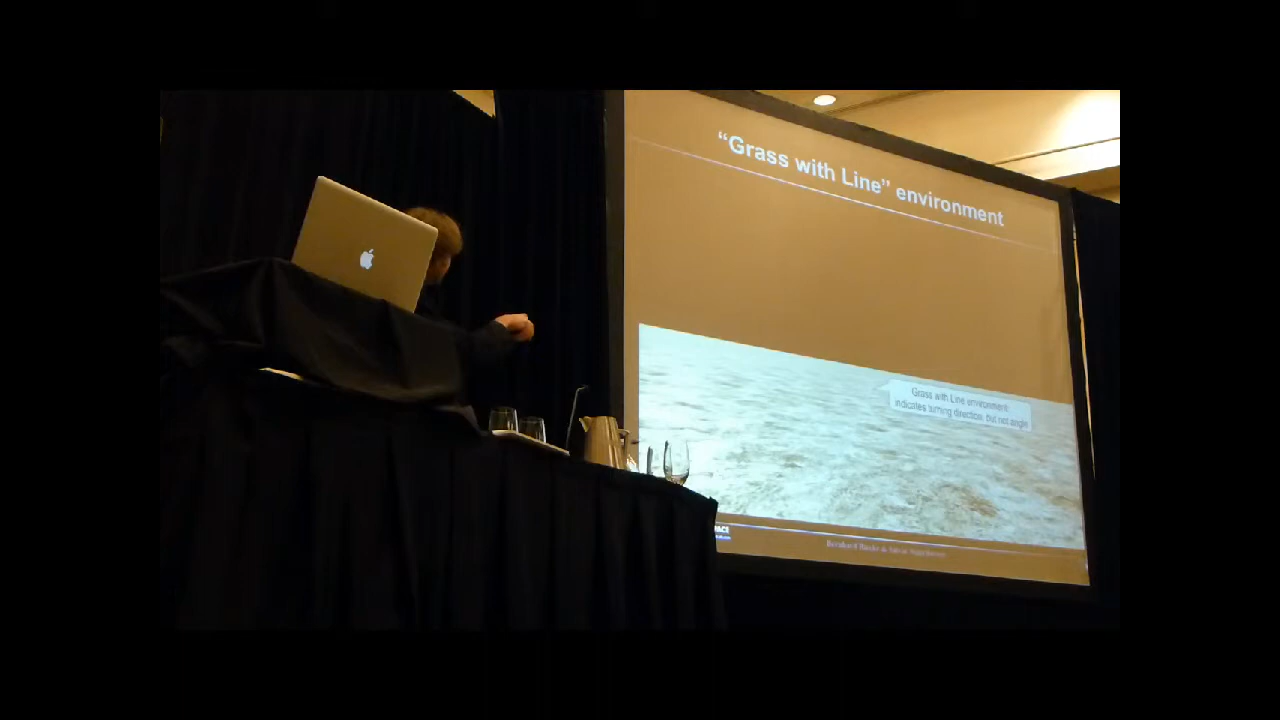 “Grass with Line” environment
Grass with Line environment:
indicates turning direction, but not angle